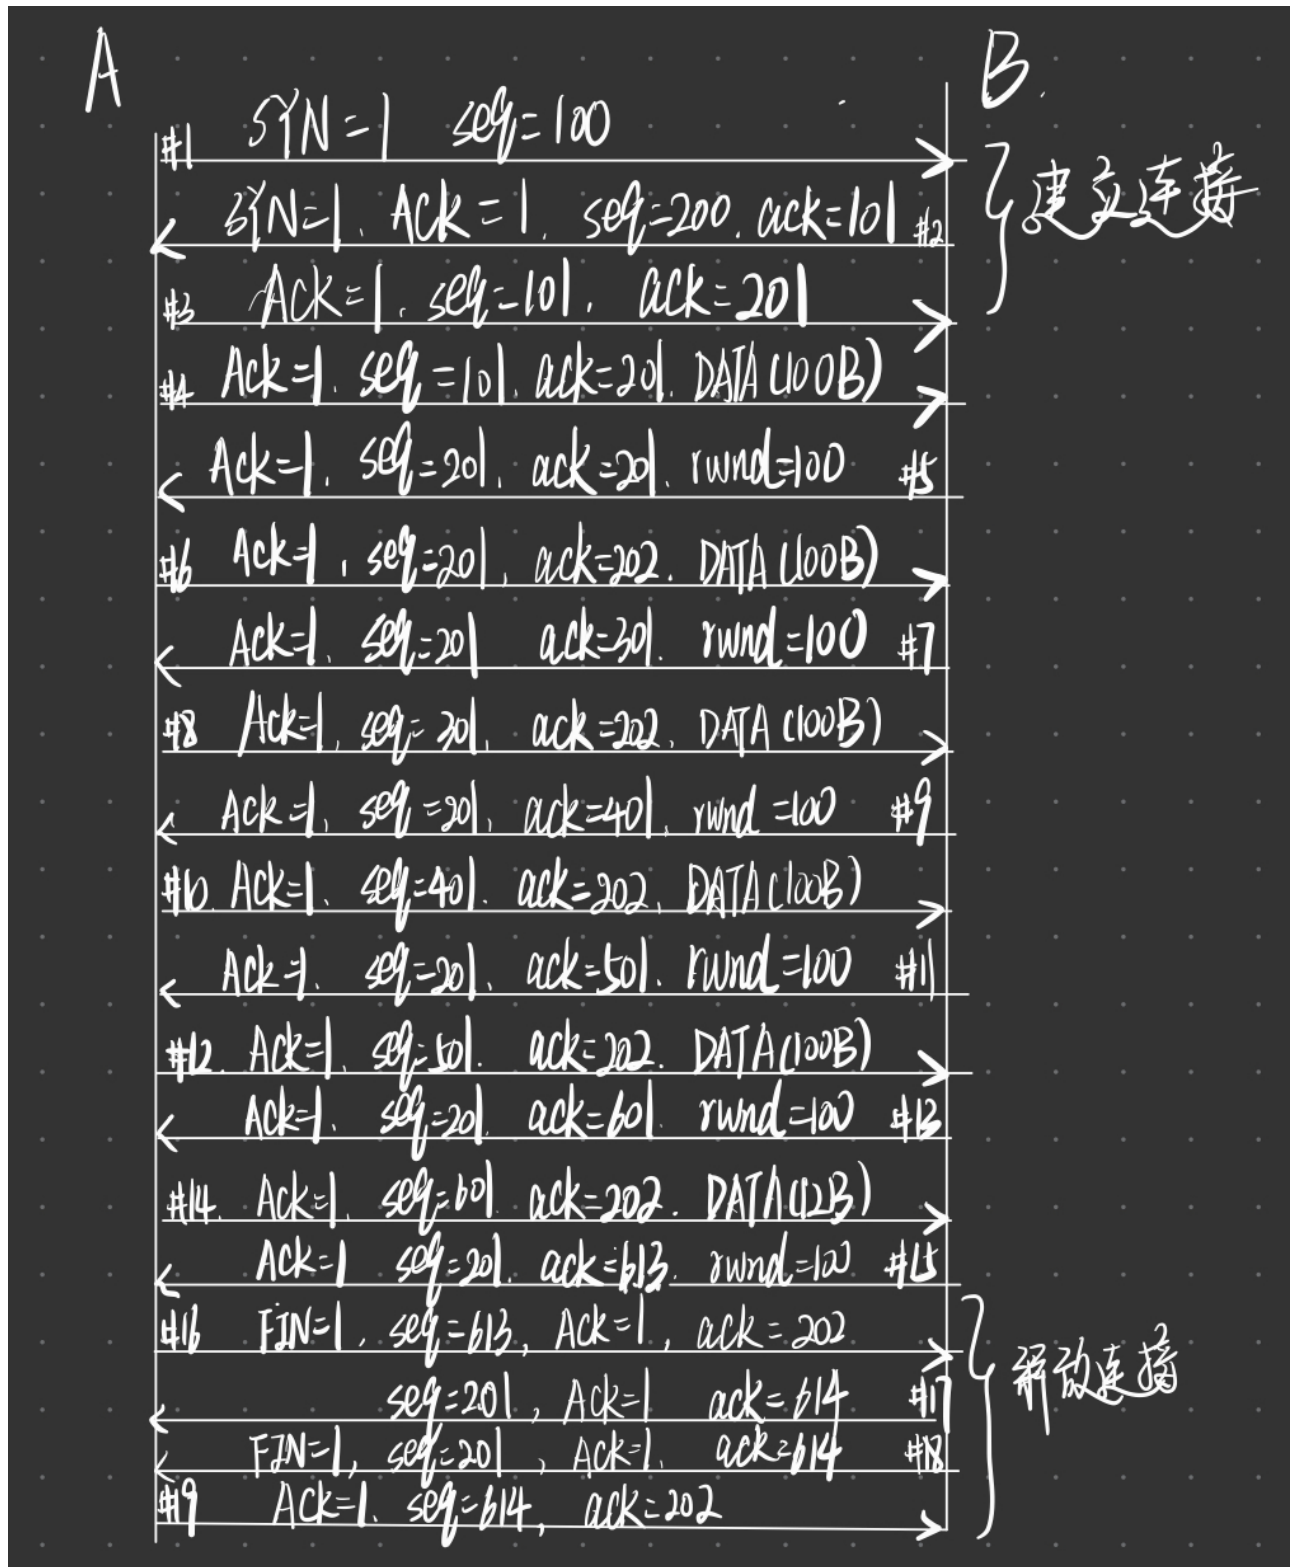 A
B.
#1 SYN=1 seq=100
建立连接
SYN=1. ACK=1. seq=200. ack=101 #2
#3 ACK=1. seq=101. ack=201
#4 Ack=1. seq=101. ack=201. DATA(100B)
Ack=1. seq=201. ack=201. rwnd=100 #5
#6 Ack=1, seq=201, ack=202. DATA(100B)
Ack=1. seq=201 ack=301. rwnd=100 #7
#8 Ack=1, seq=301, ack=202, DATA(100B)
Ack=1, seq=201, ack=401, rwnd=100 #9
#10. Ack=1. seq=401. ack=202, DATA(100B)
Ack=1. seq=201. ack=501. rwnd=100 #11
#12. Ack=1. seq=501. ack=202. DATA(100B)
Ack=1. seq=201. ack=601. rwnd=100 #13
#14. Ack=1. seq=601. ack=202. DATA(12B)
Ack=1 seq=201. ack=613. rwnd=100 #15
#16 FIN=1, seq=613, Ack=1, ack=202
解放连接
seq=201, Ack=1 ack=614 #17
FIN=1, seq=201, Ack=1. ack=614 #18
#19 Ack=1. seq=614, ack=202